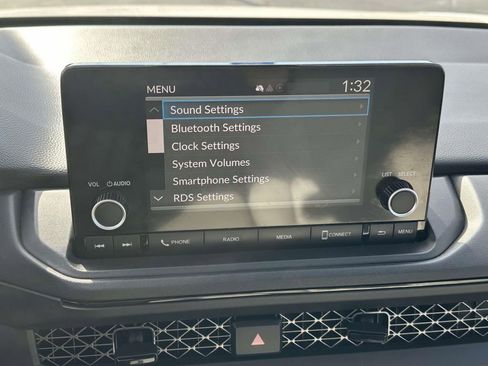 MENU 1:32
Sound Settings
Bluetooth Settings
Clock Settings
System Volumes
Smartphone Settings
RDS Settings
VOL AUDIO
LIST SELECT
PHONE RADIO MEDIA CONNECT MENU